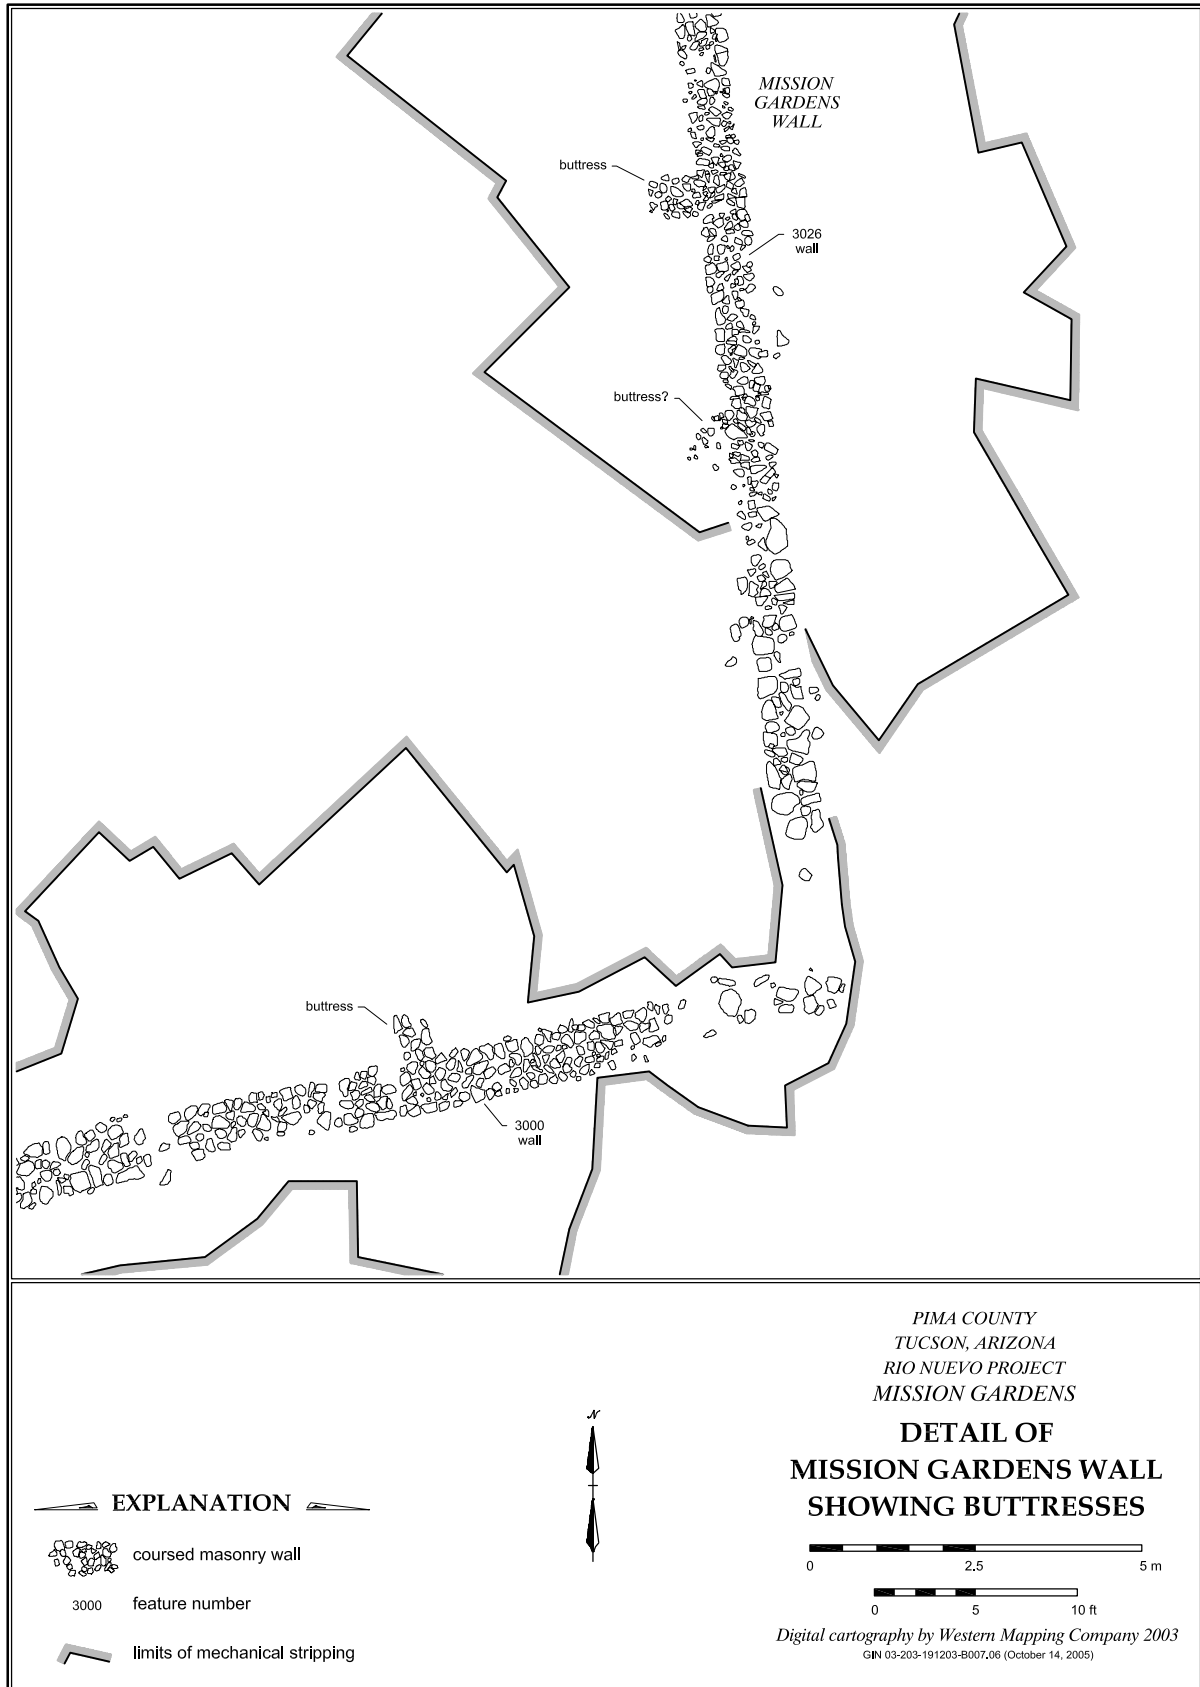 MISSION
GARDENS
WALL
buttress
3026
wall
buttress?
buttress
3000
wall
PIMA COUNTY
TUCSON, ARIZONA
RIO NUEVO PROJECT
MISSION GARDENS
DETAIL OF
MISSION GARDENS WALL
SHOWING BUTTRESSES
N
EXPLANATION
coursed masonry wall
3000 feature number
limits of mechanical stripping
0 2.5 5 m
0 5 10 ft
Digital cartography by Western Mapping Company 2003
GIN 03-203-191203-B007.06 (October 14, 2005)